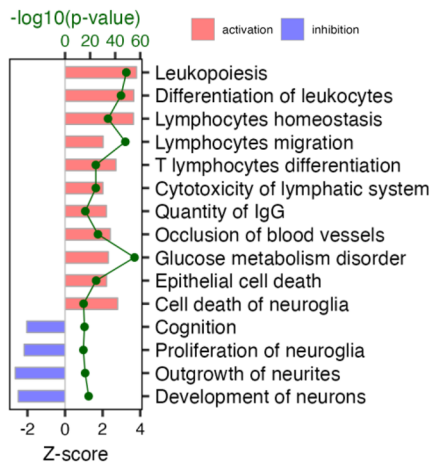 -log10(p-value)
0 20 40 60
activation
inhibition
Leukopoiesis
Differentiation of leukocytes
Lymphocytes homeostasis
Lymphocytes migration
T lymphocytes differentiation
Cytotoxicity of lymphatic system
Quantity of IgG
Occlusion of blood vessels
Glucose metabolism disorder
Epithelial cell death
Cell death of neuroglia
Cognition
Proliferation of neuroglia
Outgrowth of neurites
Development of neurons
-2 0 2 4
Z-score